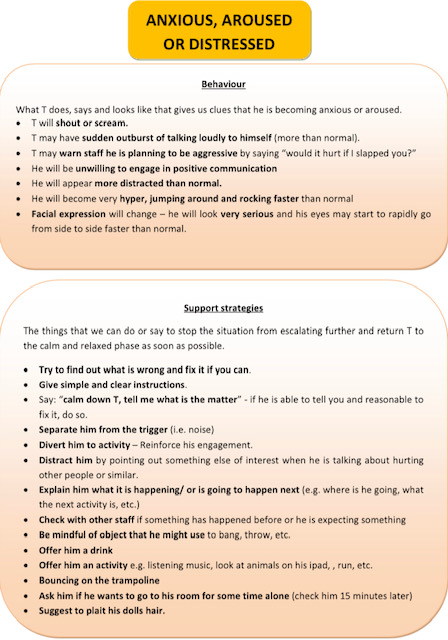 ANXIOUS, AROUSED
OR DISTRESSED
Behaviour
What T does, says and looks like that gives us clues that he is becoming anxious or aroused.
• T will shout or scream.
• T may have sudden outburst of talking loudly to himself (more than normal).
• T may warn staff he is planning to be aggressive by saying “would it hurt if I slapped you?”
• He will be unwilling to engage in positive communication
• He will appear more distracted than normal.
• He will become very hyper, jumping around and rocking faster than normal
• Facial expression will change – he will look very serious and his eyes may start to rapidly go
from side to side faster than normal.
Support strategies
The things that we can do or say to stop the situation from escalating further and return T to
the calm and relaxed phase as soon as possible.
• Try to find out what is wrong and fix it if you can.
• Give simple and clear instructions.
• Say: “calm down T, tell me what is the matter” - if he is able to tell you and reasonable to
fix it, do so.
• Separate him from the trigger (i.e. noise)
• Divert him to activity – Reinforce his engagement.
• Distract him by pointing out something else of interest when he is talking about hurting
other people or similar.
• Explain him what it is happening/ or is going to happen next (e.g. where is he going, what
the next activity is, etc.)
• Check with other staff if something has happened before or he is expecting something
• Be mindful of object that he might use to bang, throw, etc.
• Offer him a drink
• Offer him an activity e.g. listening music, look at animals on his ipad, , run, etc.
• Bouncing on the trampoline
• Ask him if he wants to go to his room for some time alone (check him 15 minutes later)
• Suggest to plait his dolls hair.